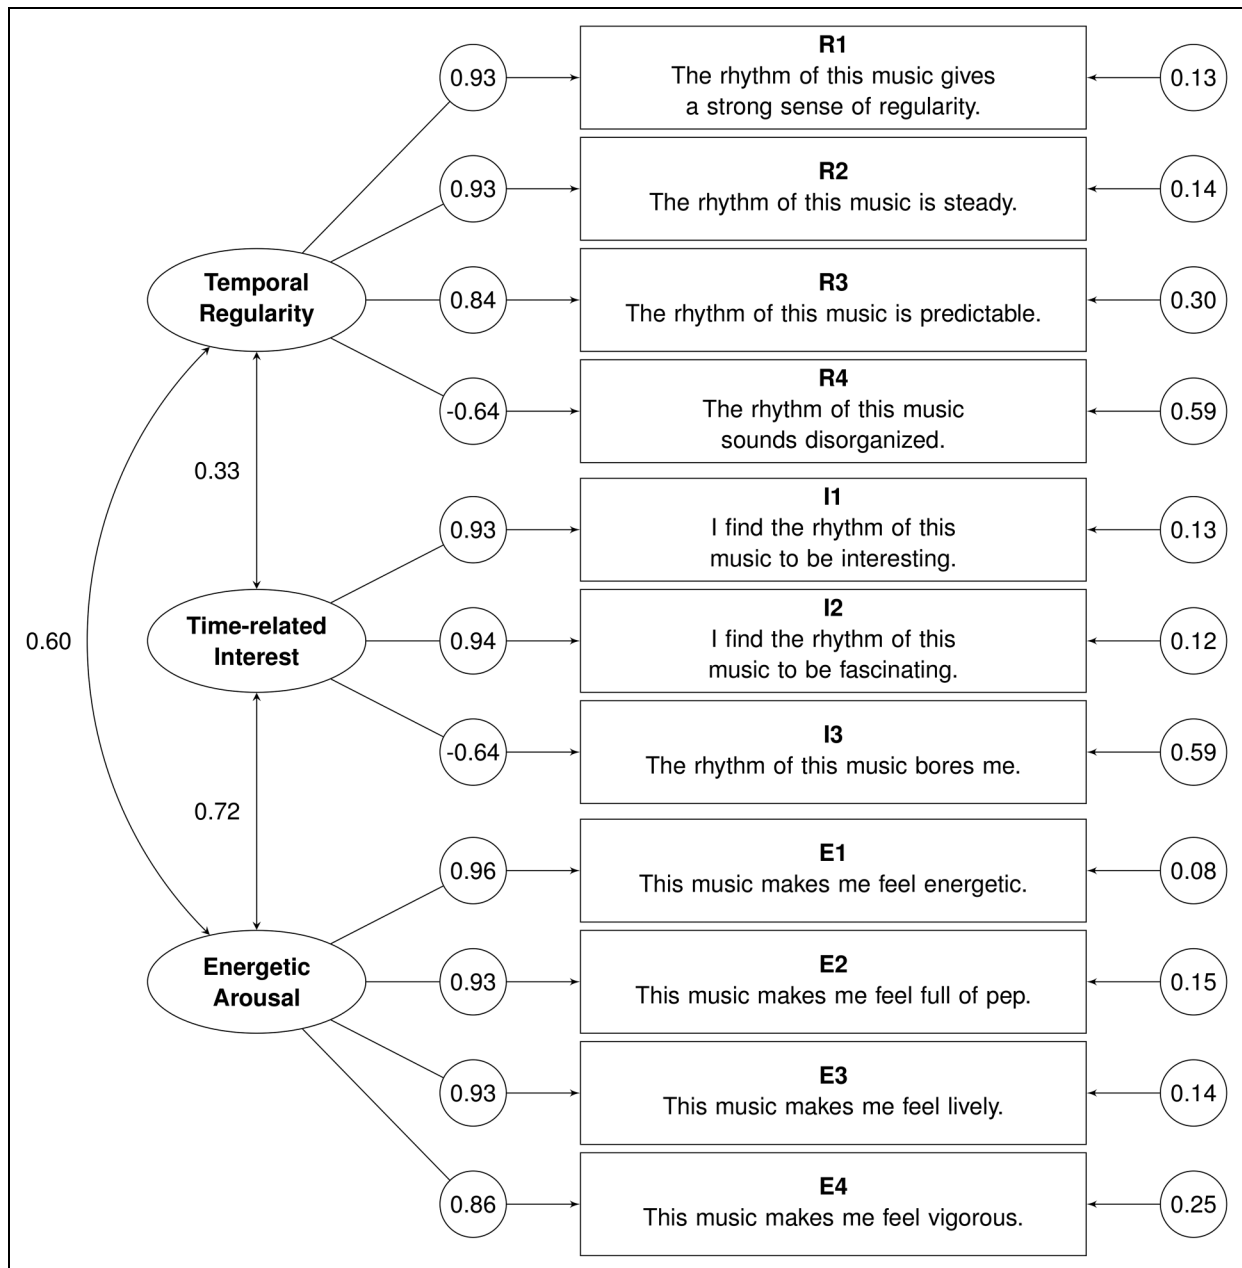 0.93
R1
The rhythm of this music gives
a strong sense of regularity.
0.13
0.93
R2
The rhythm of this music is steady.
0.14
Temporal
Regularity
0.84
R3
The rhythm of this music is predictable.
0.30
-0.64
R4
The rhythm of this music
sounds disorganized.
0.59
0.33
0.93
I1
I find the rhythm of this
music to be interesting.
0.13
0.60
Time-related
Interest
0.94
I2
I find the rhythm of this
music to be fascinating.
0.12
-0.64
I3
The rhythm of this music bores me.
0.59
0.72
0.96
E1
This music makes me feel energetic.
0.08
Energetic
Arousal
0.93
E2
This music makes me feel full of pep.
0.15
0.93
E3
This music makes me feel lively.
0.14
0.86
E4
This music makes me feel vigorous.
0.25